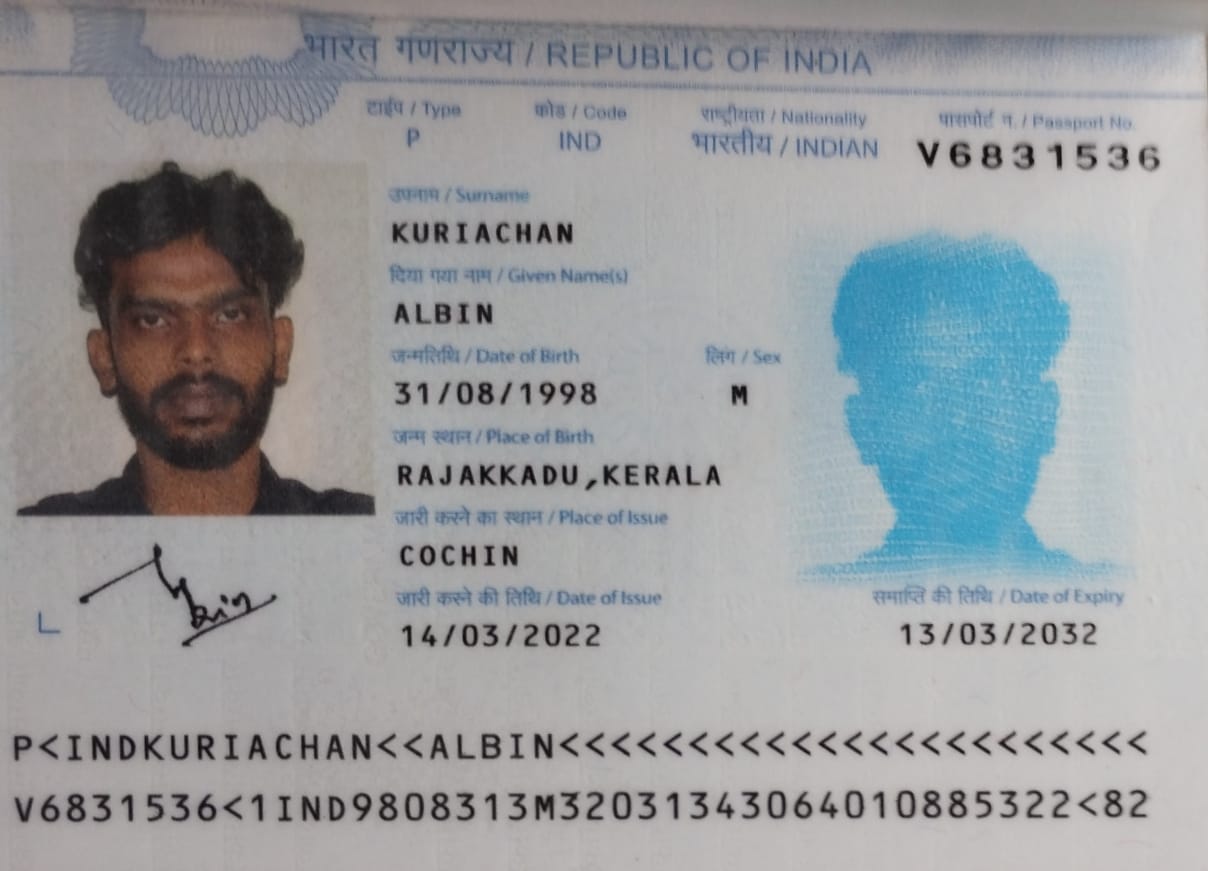 भारत गणराज्य / REPUBLIC OF INDIA
टाईप / Type कोड / Code राष्ट्रीयता / Nationality पासपोर्ट न. / Passport No.
P IND भारतीय / INDIAN V6831536
उपनाम / Surname
KURIACHAN
दिया गया नाम / Given Name(s)
ALBIN
जन्मतिथि / Date of Birth लिंग / Sex
31/08/1998 M
जन्म स्थान / Place of Birth
RAJAKKADU,KERALA
जारी करने का स्थान / Place of Issue
COCHIN
जारी करने की तिथि / Date of Issue समाप्ति की तिथि / Date of Expiry
14/03/2022 13/03/2032
P<INDKURIACHAN<<ALBIN<<<<<<<<<<<<<<<<<<<<<<<
V6831536<1IND9808313M32031343064010885322<82